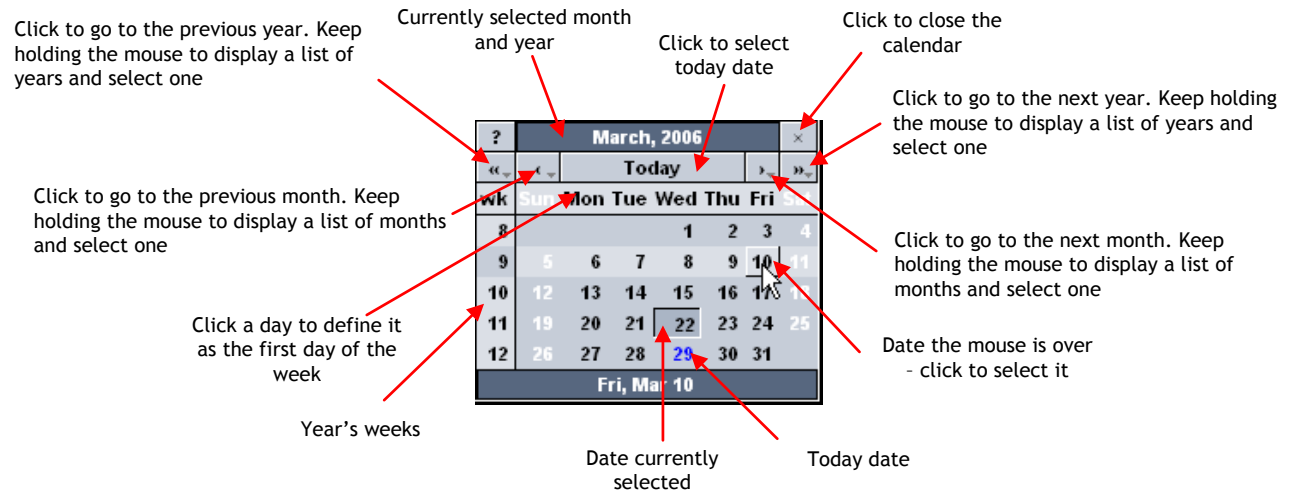 Click to go to the previous year. Keep
holding the mouse to display a list of
years and select one
Currently selected month
and year
Click to select
today date
Click to close the
calendar
Click to go to the next year. Keep holding
the mouse to display a list of years and
select one
Click to go to the previous month. Keep
holding the mouse to display a list of months
and select one
Click to go to the next month. Keep
holding the mouse to display a list of
months and select one
Click a day to define it
as the first day of the
week
Date the mouse is over
– click to select it
Year's weeks
Date currently
selected
Today date
? March, 2006 ×
« ‹ Today › »
wk Sun Mon Tue Wed Thu Fri Sat
8 1 2 3 4
9 5 6 7 8 9 10 11
10 12 13 14 15 16 17 18
11 19 20 21 22 23 24 25
12 26 27 28 29 30 31
Fri, Mar 10